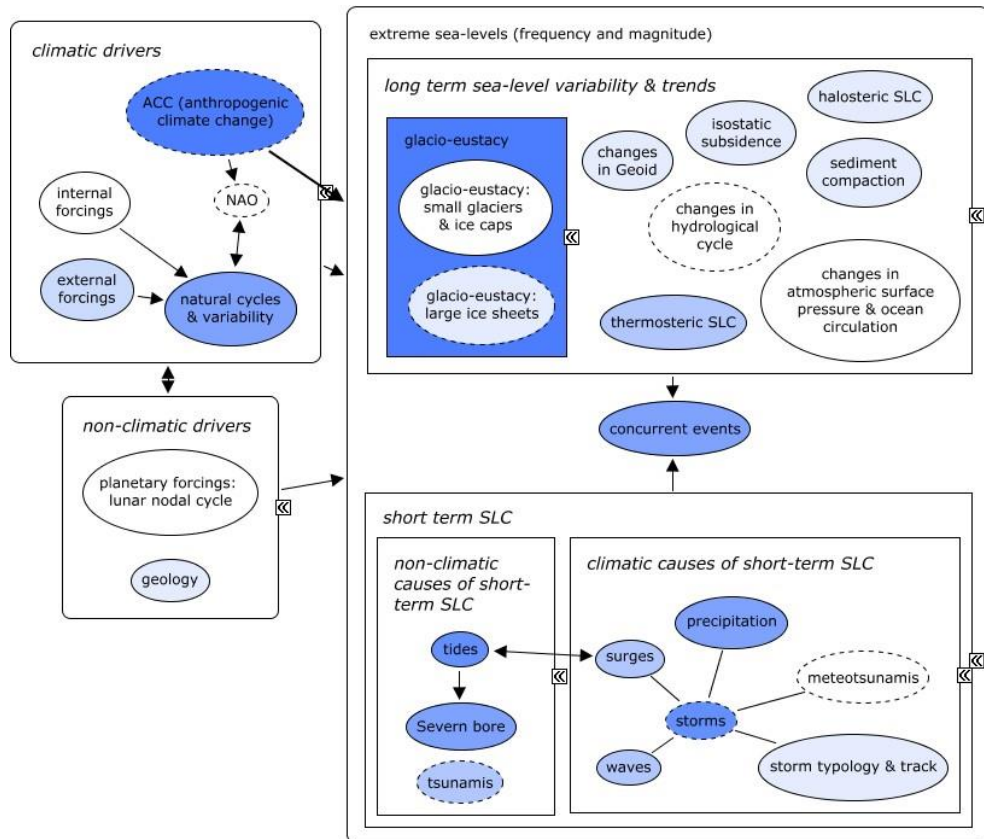 climatic drivers
ACC (anthropogenic
climate change)
internal
forcings
NAO
external
forcings
natural cycles
& variability
non-climatic drivers
planetary forcings:
lunar nodal cycle
geology
extreme sea-levels (frequency and magnitude)
long term sea-level variability & trends
glacio-eustacy
glacio-eustacy:
small glaciers
& ice caps
glacio-eustacy:
large ice sheets
changes
in Geoid
isostatic
subsidence
halosteric SLC
sediment
compaction
changes in
hydrological
cycle
thermosteric SLC
changes in
atmospheric surface
pressure & ocean
circulation
concurrent events
short term SLC
non-climatic
causes of short-
term SLC
tides
Severn bore
tsunamis
climatic causes of short-term SLC
precipitation
surges
meteotsunamis
storms
waves
storm typology & track